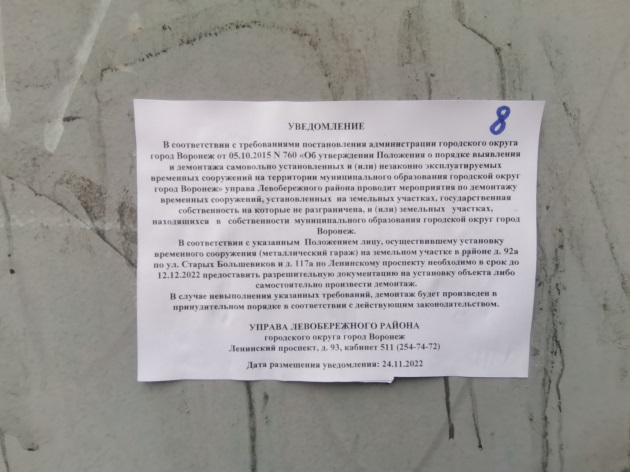 8
УВЕДОМЛЕНИЕ
В соответствии с требованиями постановления администрации городского округа
город Воронеж от 05.10.2015 N 760 «Об утверждении Положения о порядке выявления
и демонтажа самовольно установленных и (или) незаконно эксплуатируемых
временных сооружений на территории муниципального образования городской округ
город Воронеж» управа Левобережного района проводит мероприятия по демонтажу
временных сооружений, установленных на земельных участках, государственная
собственность на которые не разграничена, и (или) земельных участках,
находящихся в собственности муниципального образования городской округ город
Воронеж.
В соответствии с указанным Положением лицу, осуществившему установку
временного сооружения (металлический гараж) на земельном участке в районе д. 92а
по ул. Старых Большевиков и д. 117а по Ленинскому проспекту необходимо в срок до
12.12.2022 предоставить разрешительную документацию на установку объекта либо
самостоятельно произвести демонтаж.
В случае невыполнения указанных требований, демонтаж будет произведен в
принудительном порядке в соответствии с действующим законодательством.
УПРАВА ЛЕВОБЕРЕЖНОГО РАЙОНА
городского округа город Воронеж
Ленинский проспект, д. 93, кабинет 511 (254-74-72)
Дата размещения уведомления: 24.11.2022